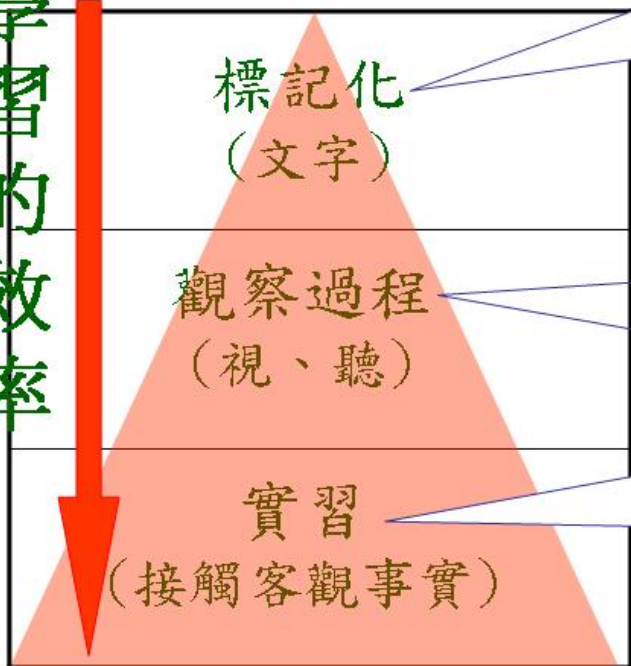 學習的效率
標記化
（文字）
觀察過程
（視、聽）
實習
（接觸客觀事實）